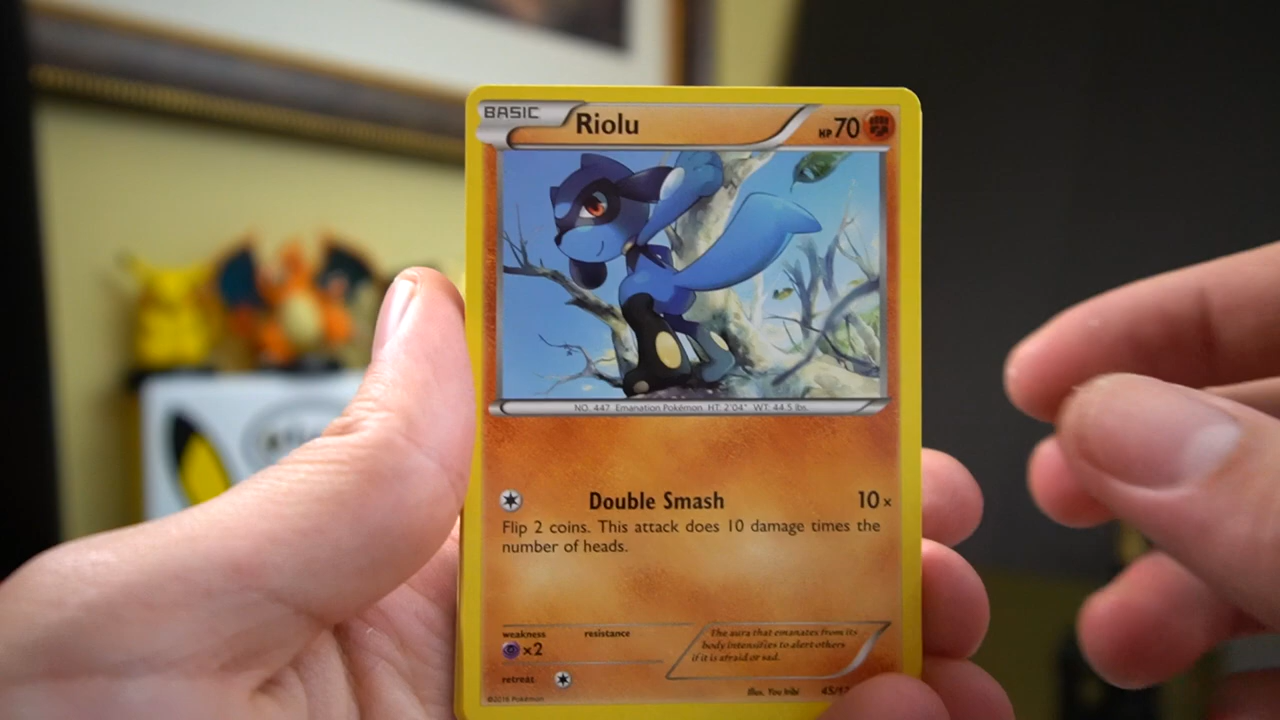 BASIC Riolu HP 70
NO. 447 Emanation Pokémon HT: 2'04" WT: 44.5 lbs.
Double Smash 10×
Flip 2 coins. This attack does 10 damage times the
number of heads.
weakness resistance
×2
The aura that emanates from its
body intensifies to alert others
if it is afraid or sad.
retreat
©2016 Pokémon Illus. You Iribi